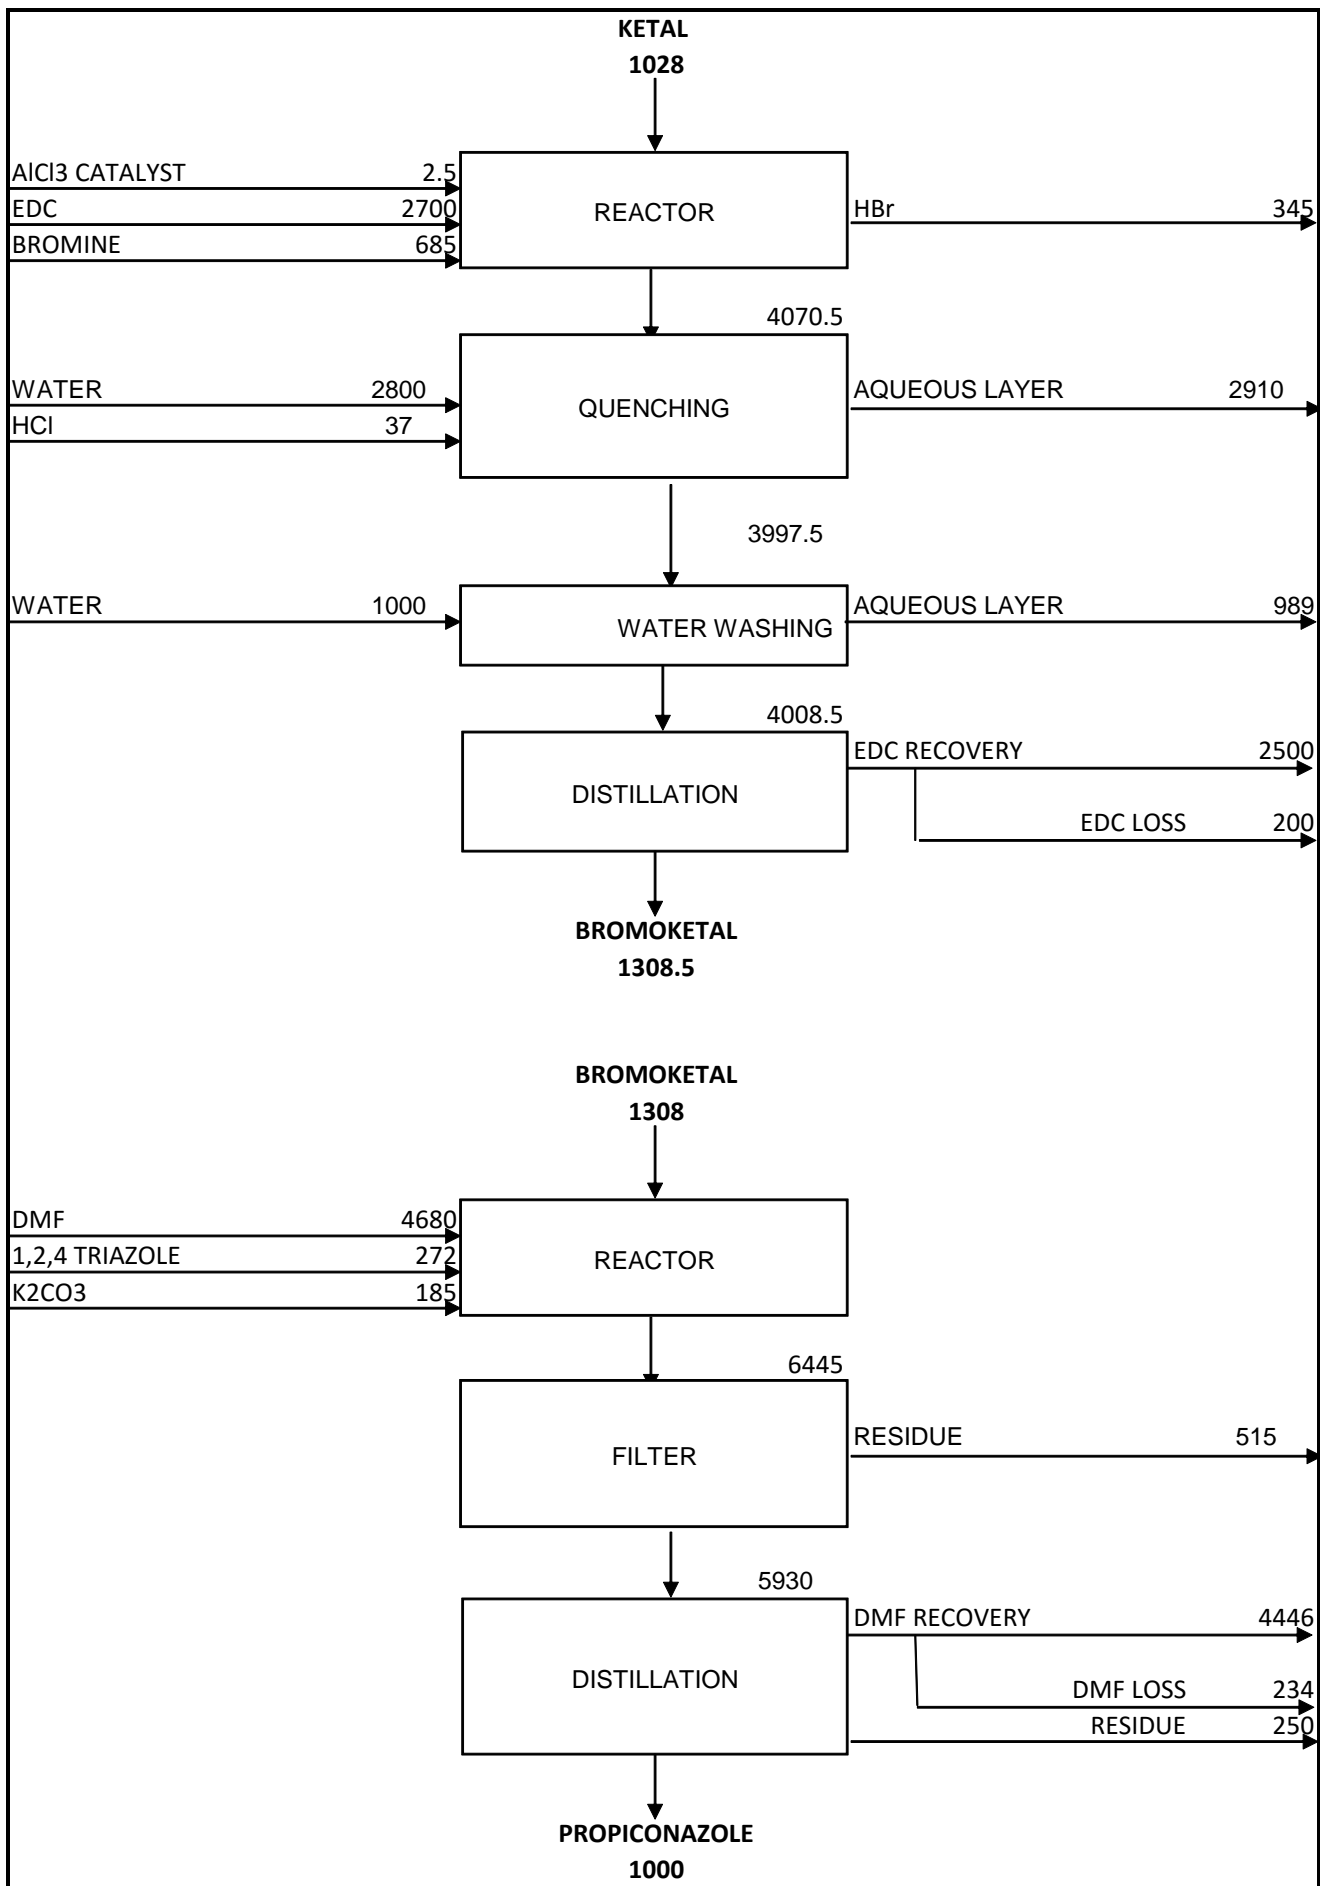 KETAL
1028
AlCl3 CATALYST 2.5
EDC 2700
BROMINE 685
REACTOR
HBr 345
4070.5
WATER 2800
HCl 37
QUENCHING
AQUEOUS LAYER 2910
3997.5
WATER 1000
WATER WASHING
AQUEOUS LAYER 989
4008.5
DISTILLATION
EDC RECOVERY 2500
EDC LOSS 200
BROMOKETAL
1308.5
BROMOKETAL
1308
DMF 4680
1,2,4 TRIAZOLE 272
K2CO3 185
REACTOR
6445
FILTER
RESIDUE 515
5930
DISTILLATION
DMF RECOVERY 4446
DMF LOSS 234
RESIDUE 250
PROPICONAZOLE
1000